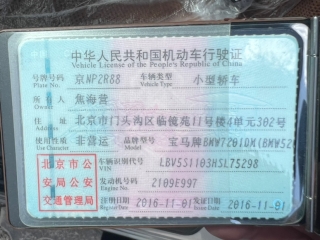 中华人民共和国机动车行驶证
Vehicle License of the People's Republic of China
号牌号码 京NP2R88 车辆类型 小型轿车
Plate No. Vehicle Type
所有人 焦海营
Owner
住址 北京市门头沟区临镜苑11号楼4单元302号
Address
使用性质 非营运 品牌型号 宝马牌BMW7201DM(BMW52
Use Character Model
北京市公安局公安交通管理局
车辆识别代号 LBV5S1103HSL75298
VIN
发动机号码 2109E997
Engine No.
注册日期 2016-11-01 发证日期 2016-11-01
Register Date Issue Date